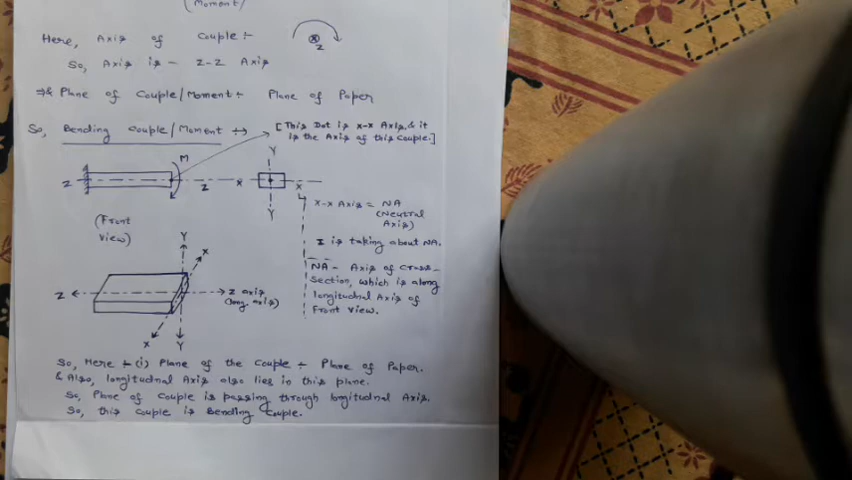 (Moment)
Here, Axis of Couple :-
Z
So, Axis is - Z-Z Axis
⇒ & Plane of Couple/Moment :- Plane of Paper
So, Bending Couple/Moment ↦
[This Dot is x-x Axis, & it
is the Axis of this Couple.]
Z
M
Z
Y
X
X
Y
(Front
View)
X-X Axis = NA
(Neutral
Axis)
I is taking about NA.
NA - Axis of Cross-
Section, which is along
longitudinal Axis of
Front View.
Y
X
Z
Z axis
(long. axis)
X
Y
So, Here :- (i) Plane of the Couple :- Plane of Paper.
& Also, longitudnal Axis also lies in this plane.
So, Plane of Couple is passing through longitudnal Axis.
So, this Couple is Bending Couple.